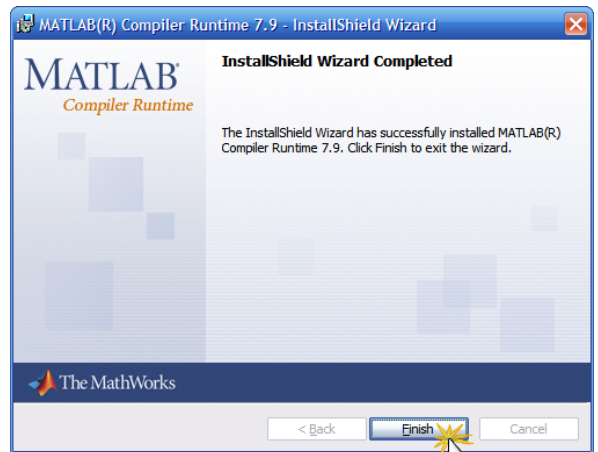 MATLAB(R) Compiler Runtime 7.9 - InstallShield Wizard
MATLAB®
Compiler Runtime
InstallShield Wizard Completed
The InstallShield Wizard has successfully installed MATLAB(R)
Compiler Runtime 7.9. Click Finish to exit the wizard.
The MathWorks
< Back
Finish
Cancel